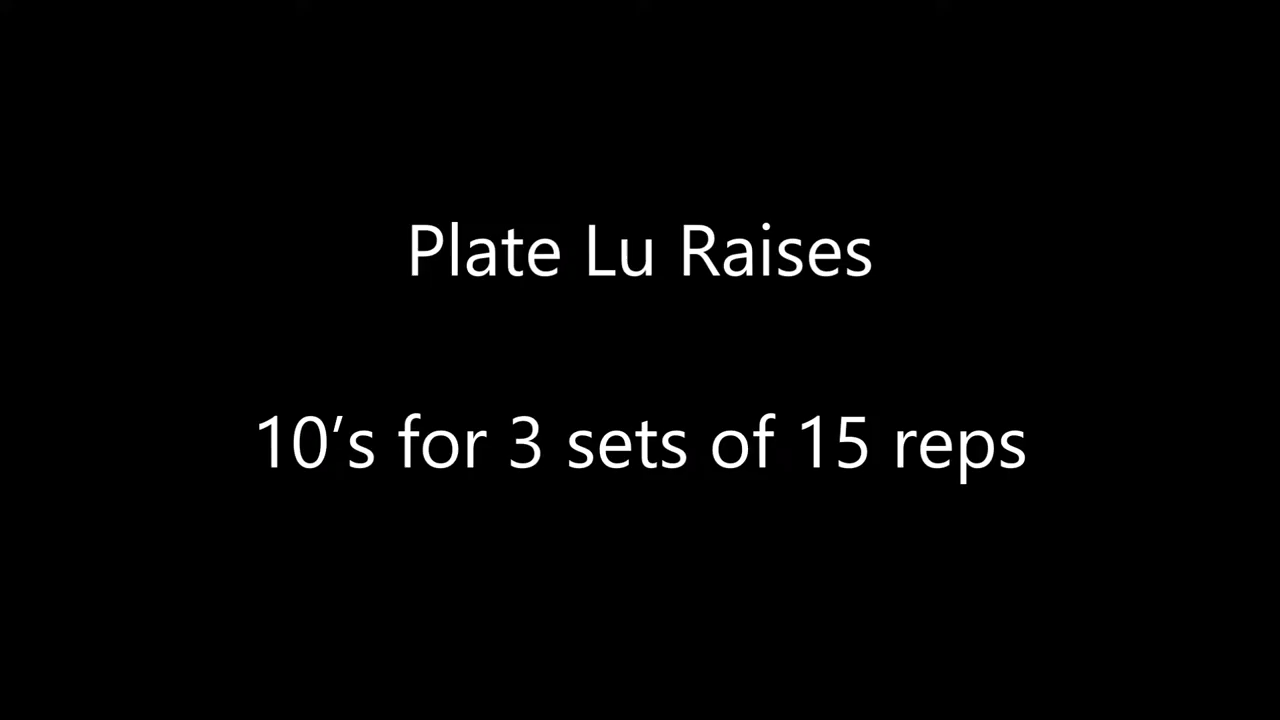 Plate Lu Raises
10’s for 3 sets of 15 reps